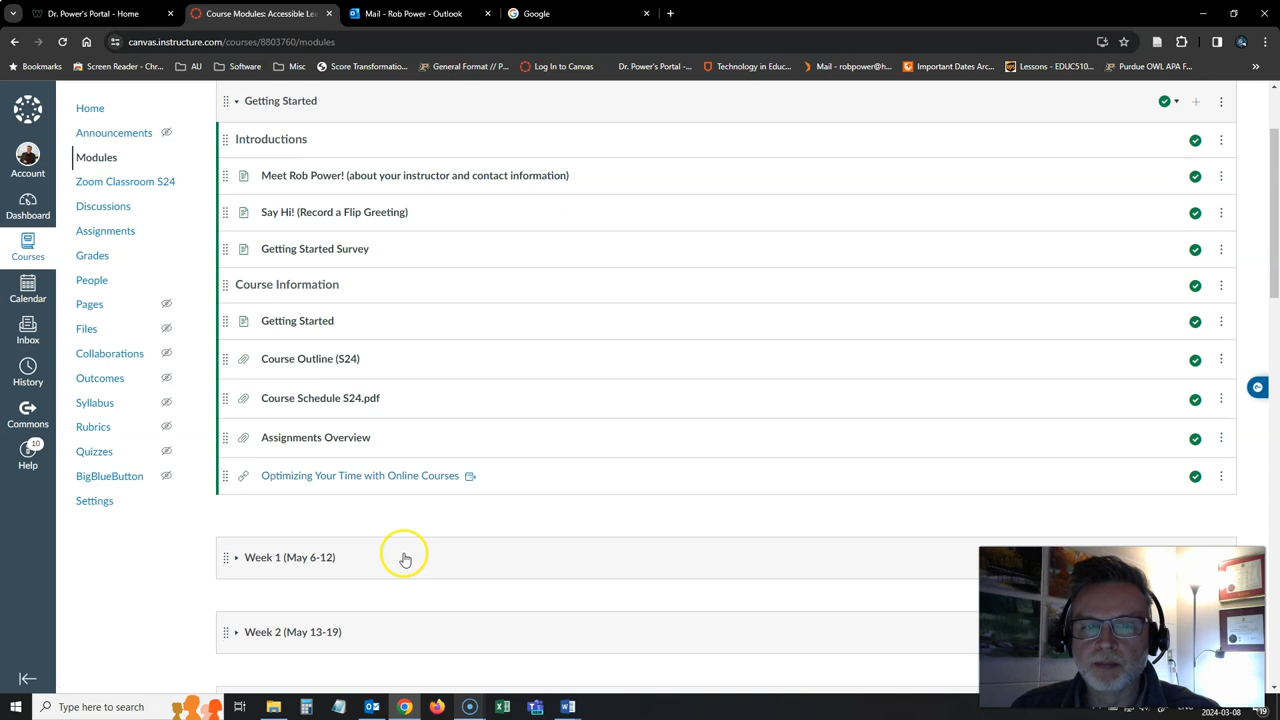 Dr. Power's Portal - Home
Course Modules: Accessible Le
Mail - Rob Power - Outlook
Google
canvas.instructure.com/courses/8803760/modules
Bookmarks
Screen Reader - Chr...
AU
Software
Misc
Score Transformatio...
General Format // P...
Log In to Canvas
Dr. Power's Portal -...
Technology in Educ...
Mail - robpower@h...
Important Dates Arc...
Lessons - EDUC510...
Purdue OWL APA F...
Getting Started
Home
Introductions
Announcements
Account
Modules
Meet Rob Power! (about your instructor and contact information)
Zoom Classroom S24
Dashboard
Discussions
Say Hi! (Record a Flip Greeting)
Assignments
Courses
Grades
Getting Started Survey
People
Course Information
Calendar
Pages
Getting Started
Files
Inbox
Collaborations
Course Outline (S24)
History
Outcomes
Syllabus
Course Schedule S24.pdf
Commons
Rubrics
Assignments Overview
10
Help
Quizzes
BigBlueButton
Optimizing Your Time with Online Courses
Settings
Week 1 (May 6-12)
Week 2 (May 13-19)
Type here to search
2024-03-08
19